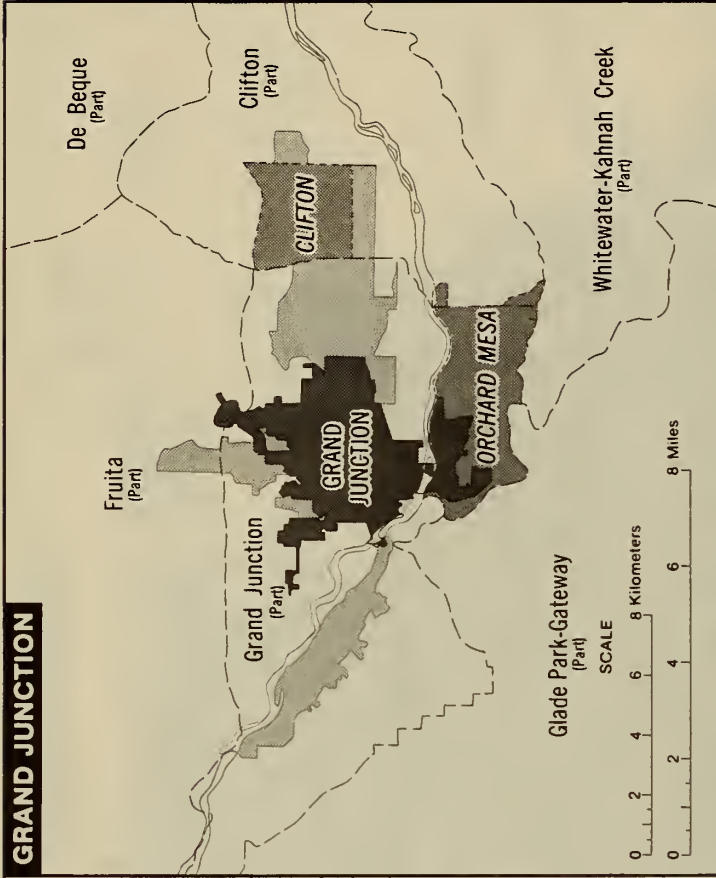 GRAND JUNCTION
De Beque
(Part)
Clifton
(Part)
Fruita
(Part)
CLIFTON
GRAND
JUNCTION
Grand Junction
(Part)
ORCHARD MESA
Whitewater-Kahnah Creek
(Part)
Glade Park-Gateway
(Part)
SCALE
0 2 4 6 8 Kilometers
0 2 4 6 8 Miles